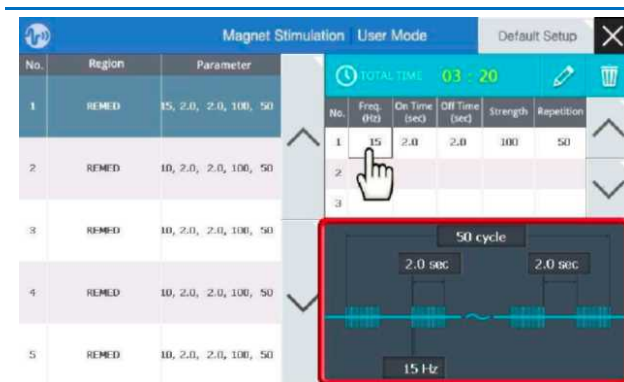 Magnet Stimulation User Mode Default Setup
No. Region Parameter
1 REMED 15, 2.0, 2.0, 100, 50
2 REMED 10, 2.0, 2.0, 100, 50
3 REMED 10, 2.0, 2.0, 100, 50
4 REMED 10, 2.0, 2.0, 100, 50
5 REMED 10, 2.0, 2.0, 100, 50
TOTAL TIME 03 : 20
No. Freq. (Hz) On Time (sec) Off Time (sec) Strength Repetition
1 15 2.0 2.0 100 50
2
3
50 cycle
2.0 sec 2.0 sec
15 Hz